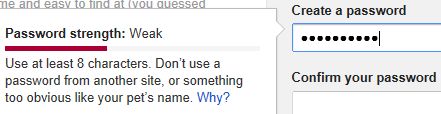 me and easy to find at (you guessed
Create a password
Password strength: Weak
Use at least 8 characters. Don't use a
password from another site, or something
too obvious like your pet's name. Why?
Confirm your password